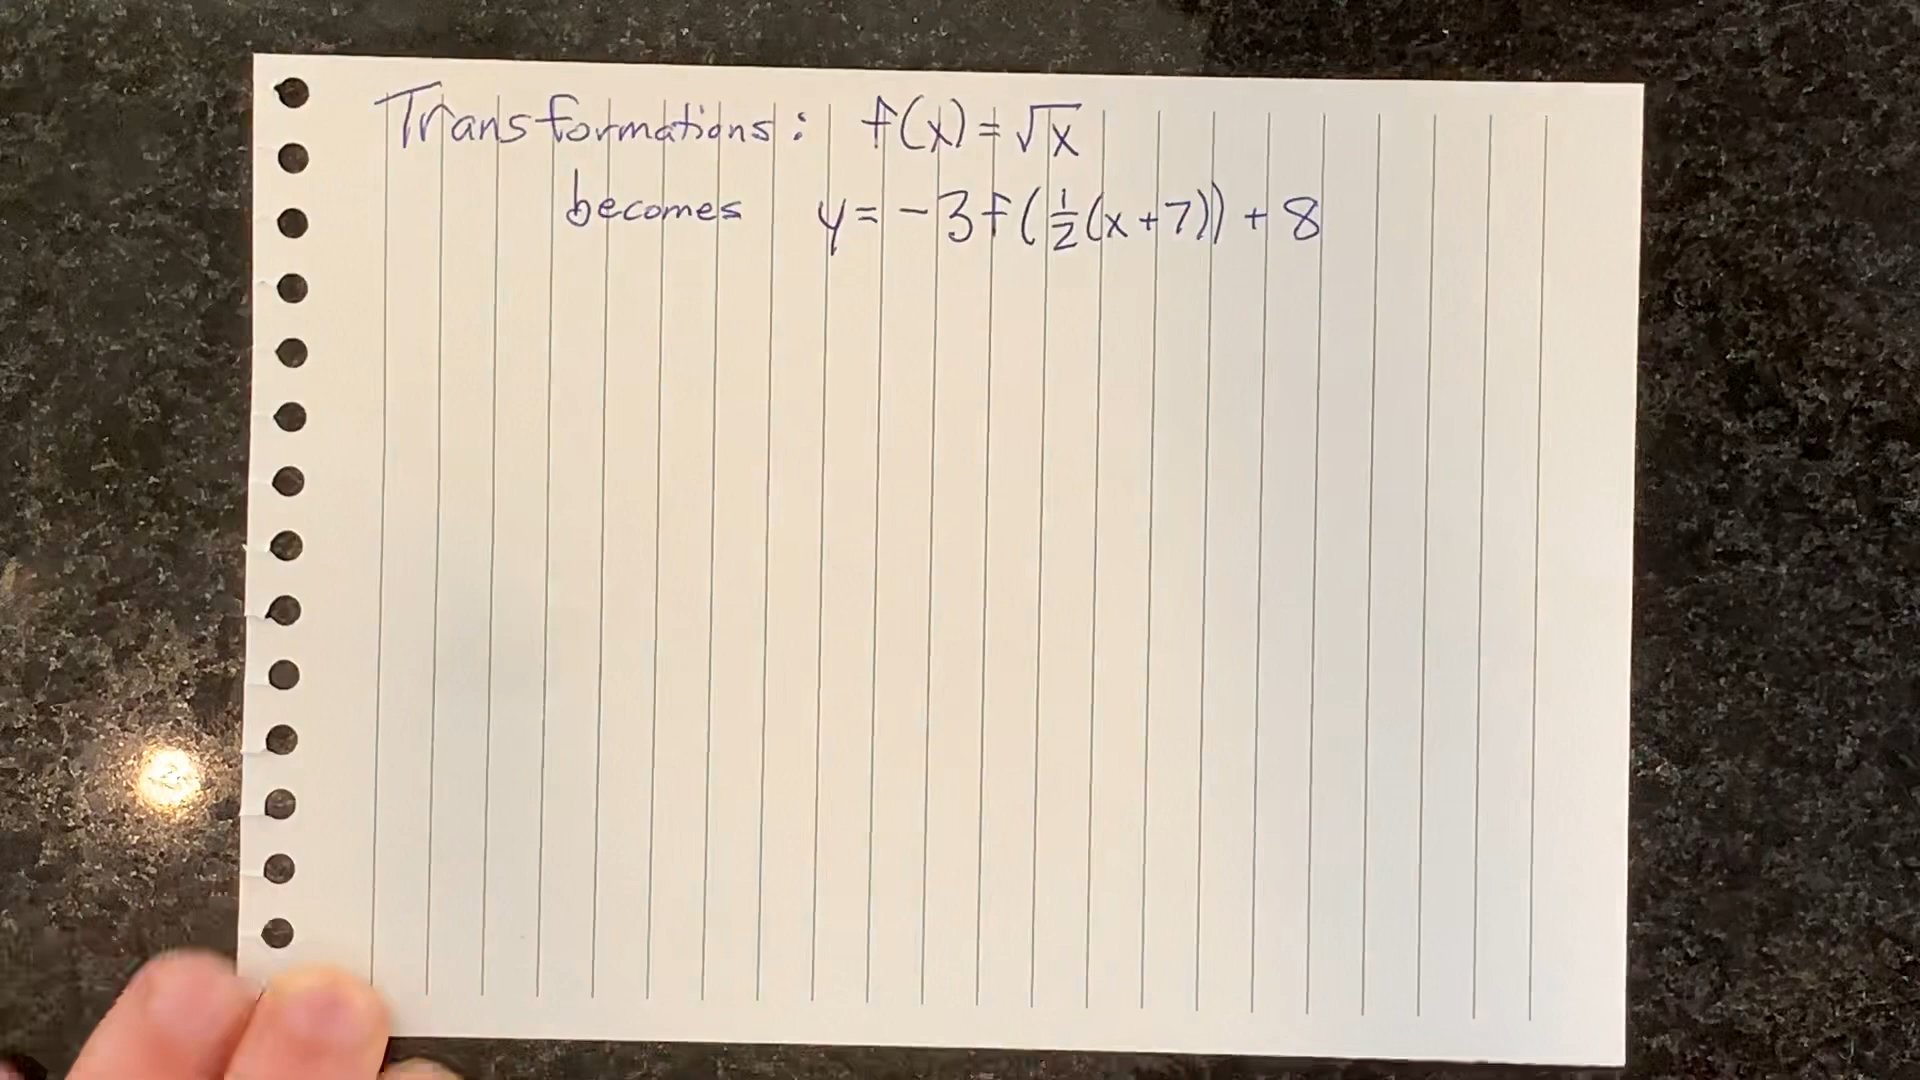 Transformations: f(x) = √x
becomes y = -3f(½(x+7)) + 8